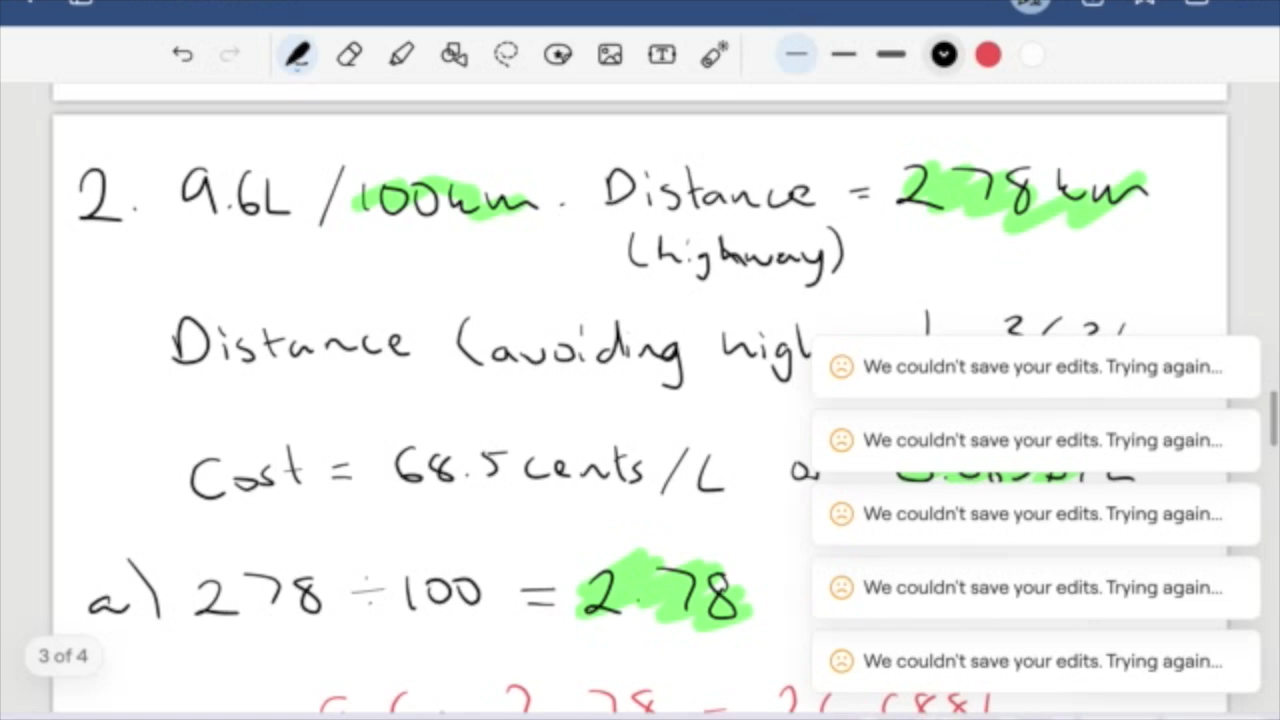 2. 9.6L / 100km. Distance = 278km
(highway)
Distance (avoiding high
We couldn't save your edits. Trying again...
We couldn't save your edits. Trying again...
Cost = 68.5 cents / L
We couldn't save your edits. Trying again...
a) 278 ÷ 100 = 2.78
We couldn't save your edits. Trying again...
3 of 4
We couldn't save your edits. Trying again...